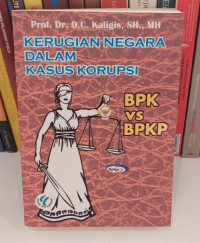 Prof. Dr. O.C. Kaligis, SH., MH
KERUGIAN NEGARA
DALAM
KASUS KORUPSI
BPK
vs
BPKP